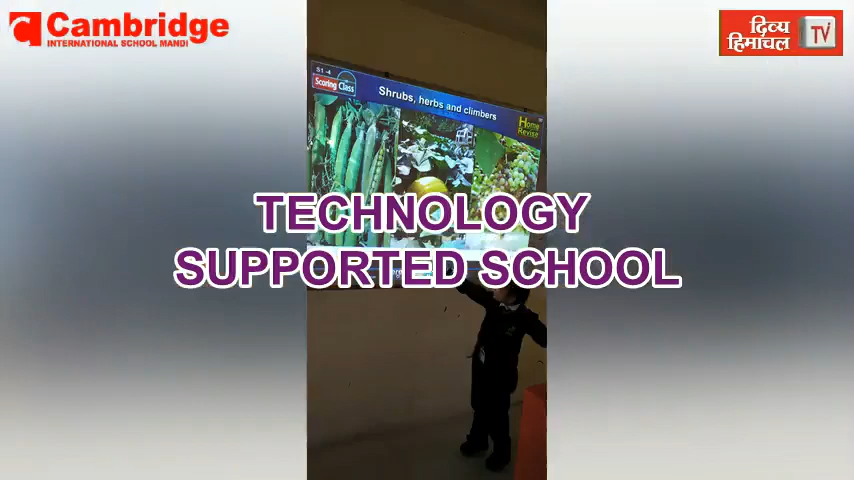 Cambridge
INTERNATIONAL SCHOOL MANDI
दिव्य
हिमाचल TV
S1-4
Scoring Class
Shrubs, herbs and climbers
Home
Revise
TECHNOLOGY
SUPPORTED SCHOOL